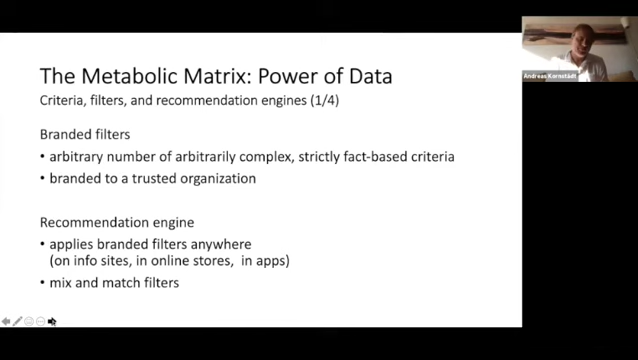 The Metabolic Matrix: Power of Data
Criteria, filters, and recommendation engines (1/4)
Branded filters
• arbitrary number of arbitrarily complex, strictly fact-based criteria
• branded to a trusted organization
Recommendation engine
• applies branded filters anywhere
(on info sites, in online stores, in apps)
• mix and match filters
Andreas Kornstädt